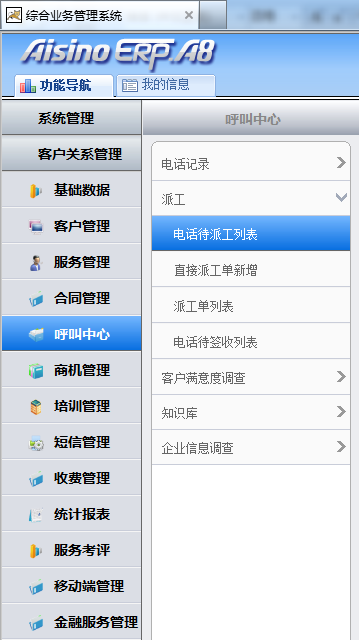 综合业务管理系统
Aisino ERP.A8
功能导航
我的信息
系统管理
客户关系管理
基础数据
客户管理
服务管理
合同管理
呼叫中心
商机管理
培训管理
短信管理
收费管理
统计报表
服务考评
移动端管理
金融服务管理
呼叫中心
电话记录
派工
电话待派工列表
直接派工单新增
派工单列表
电话待签收列表
客户满意度调查
知识库
企业信息调查